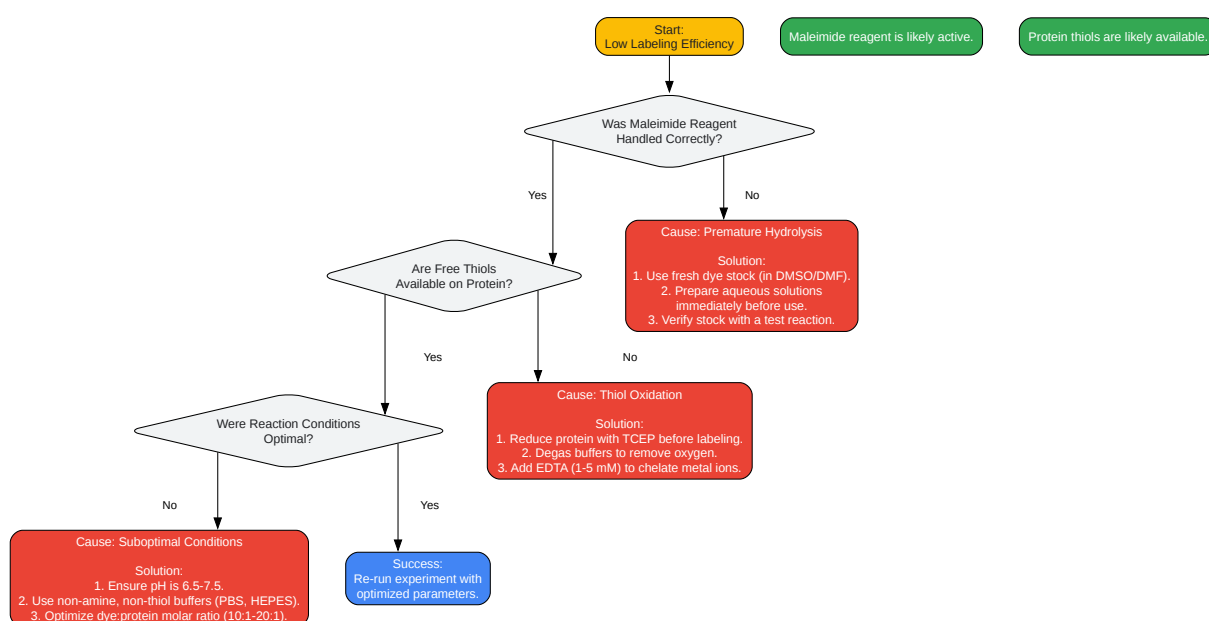 Start:
Low Labeling Efficiency
Maleimide reagent is likely active.
Protein thiols are likely available.
Was Maleimide Reagent
Handled Correctly?
Yes
No
Cause: Premature Hydrolysis
Solution:
1. Use fresh dye stock (in DMSO/DMF).
2. Prepare aqueous solutions
immediately before use.
3. Verify stock with a test reaction.
Are Free Thiols
Available on Protein?
Yes
No
Cause: Thiol Oxidation
Solution:
1. Reduce protein with TCEP before labeling.
2. Degas buffers to remove oxygen.
3. Add EDTA (1-5 mM) to chelate metal ions.
Were Reaction Conditions
Optimal?
No
Yes
Cause: Suboptimal Conditions
Solution:
1. Ensure pH is 6.5-7.5.
2. Use non-amine, non-thiol buffers (PBS, HEPES).
3. Optimize dye:protein molar ratio (10:1-20:1).
Success:
Re-run experiment with
optimized parameters.